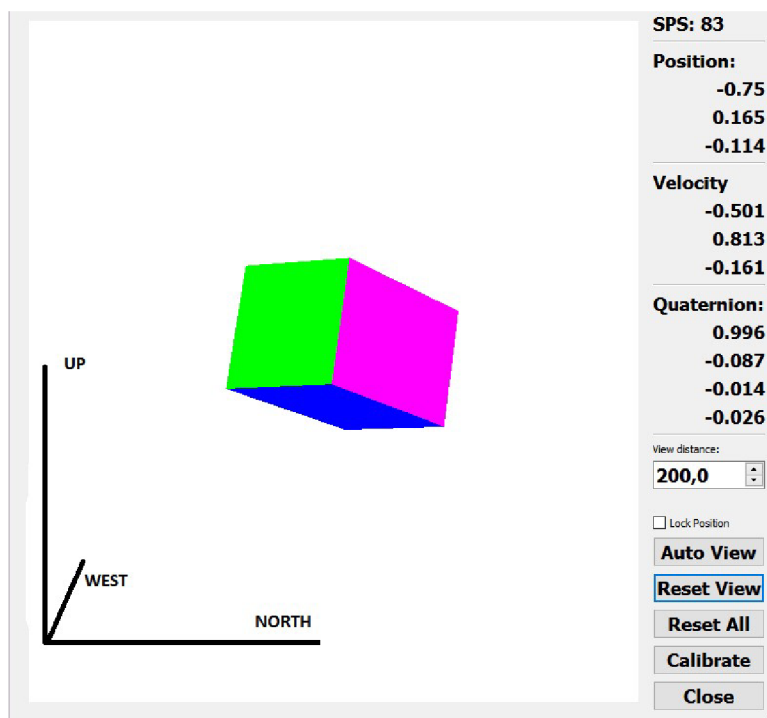 SPS: 83
Position:
-0.75
0.165
-0.114
Velocity
-0.501
0.813
-0.161
Quaternion:
0.996
-0.087
-0.014
-0.026
View distance:
200,0
Lock Position
Auto View
Reset View
Reset All
Calibrate
Close
UP
WEST
NORTH